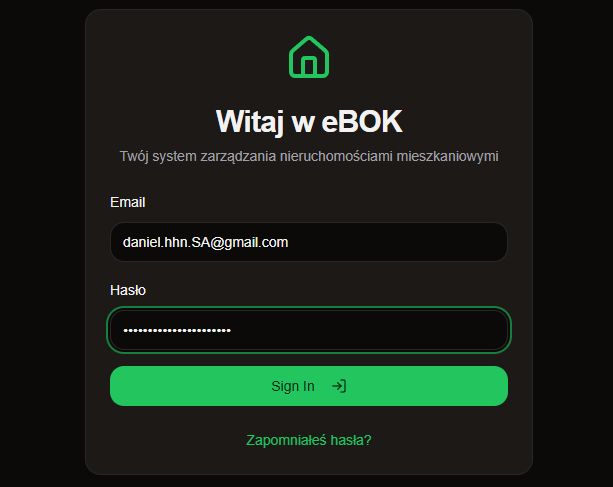 Witaj w eBOK
Twój system zarządzania nieruchomościami mieszkaniowymi
Email
daniel.hhn.SA@gmail.com
Hasło
••••••••••••••••••••••
Sign In
Zapomniałeś hasła?